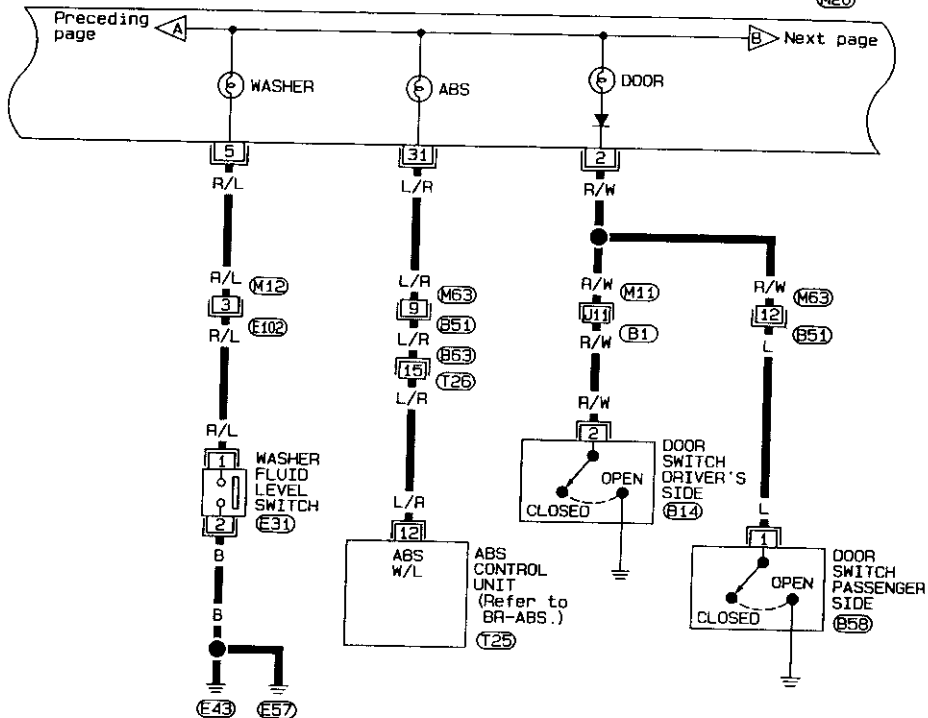 M26
Preceding page
A
B
Next page
WASHER
ABS
DOOR
5
31
2
R/L
L/R
R/W
R/L
M12
3
E102
R/L
L/R
M63
9
B51
L/R
B63
15
T26
L/R
R/W
M11
U11
B1
R/W
R/W
M63
12
B51
L
R/L
1
WASHER
FLUID
LEVEL
SWITCH
E31
2
B
B
E43
E57
L/R
12
ABS
W/L
ABS
CONTROL
UNIT
(Refer to
BR-ABS.)
T25
R/W
2
OPEN
CLOSED
DOOR
SWITCH
DRIVER'S
SIDE
B14
L
1
OPEN
CLOSED
DOOR
SWITCH
PASSENGER
SIDE
B58